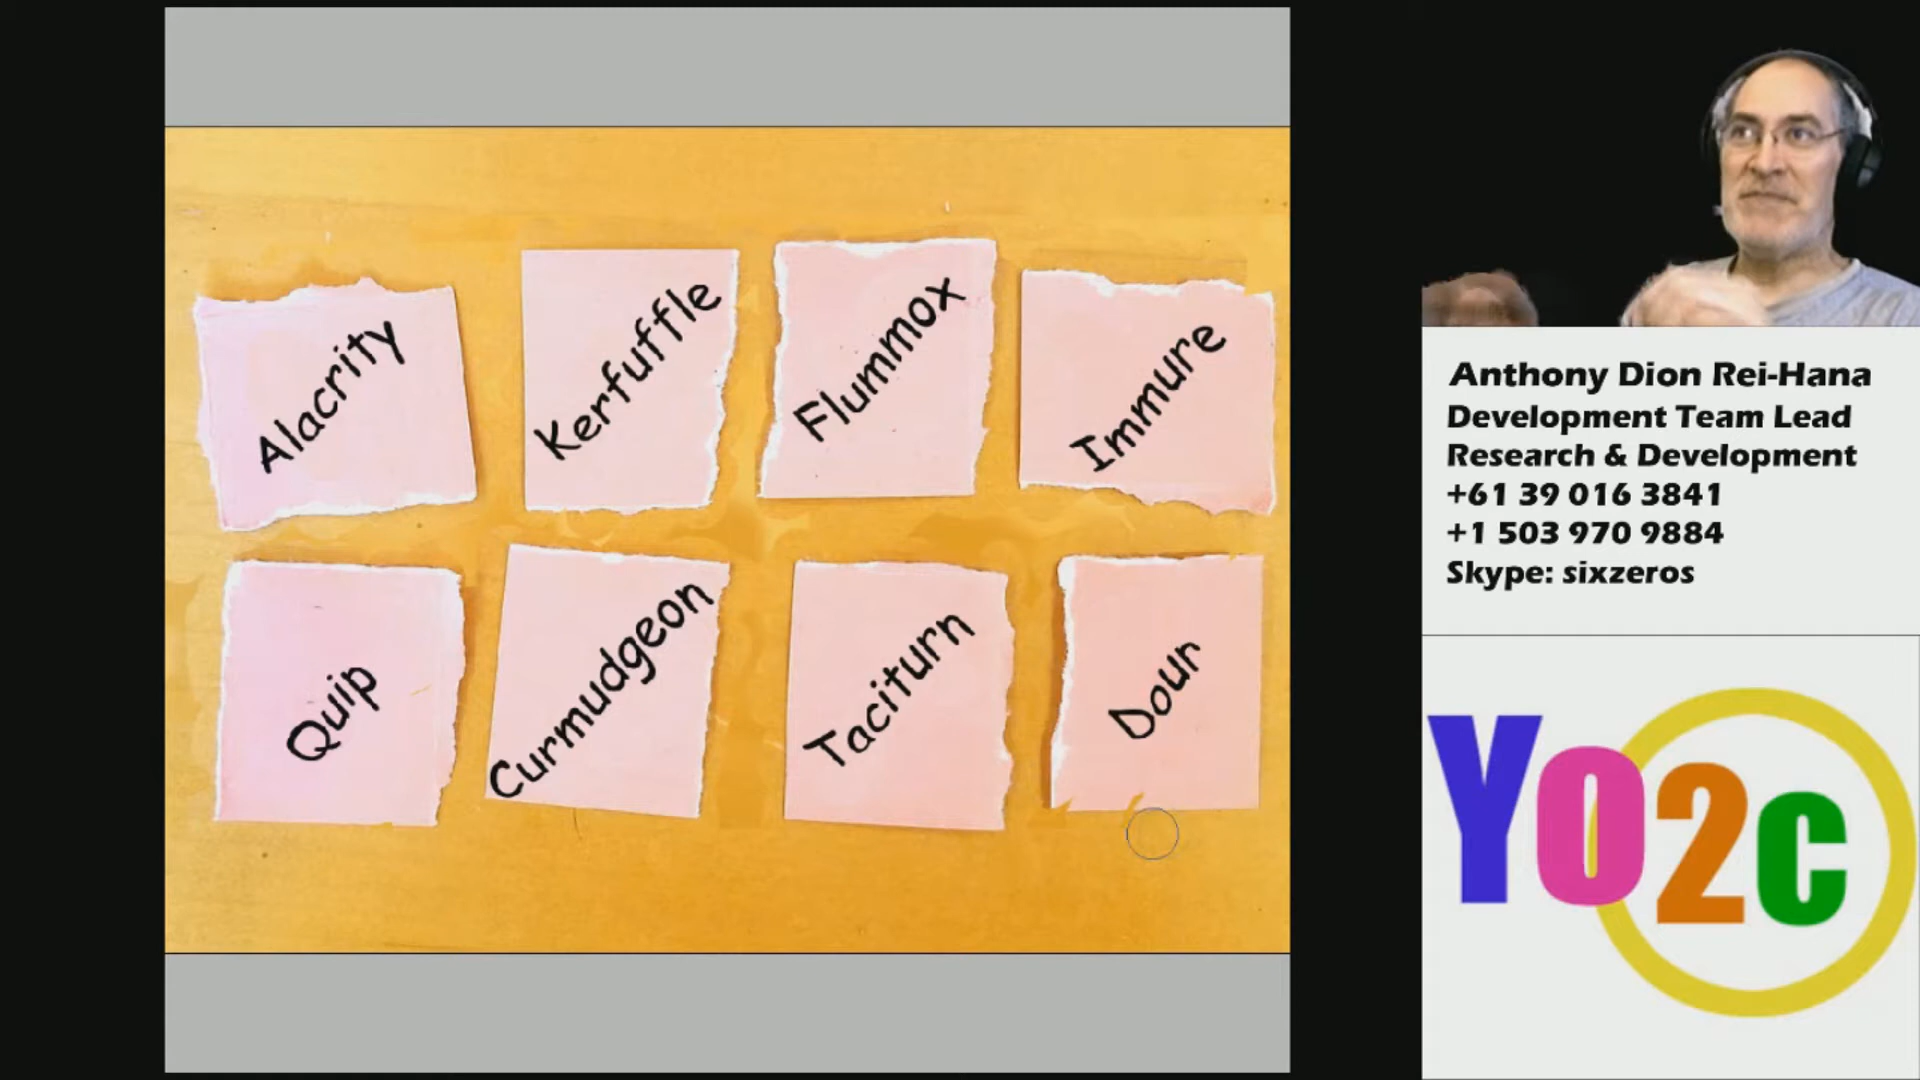 Alacrity
Kerfuffle
Flummox
Immure
Quip
Curmudgeon
Taciturn
Dour
Anthony Dion Rei-Hana
Development Team Lead
Research & Development
+61 39 016 3841
+1 503 970 9884
Skype: sixzeros
Yo2c